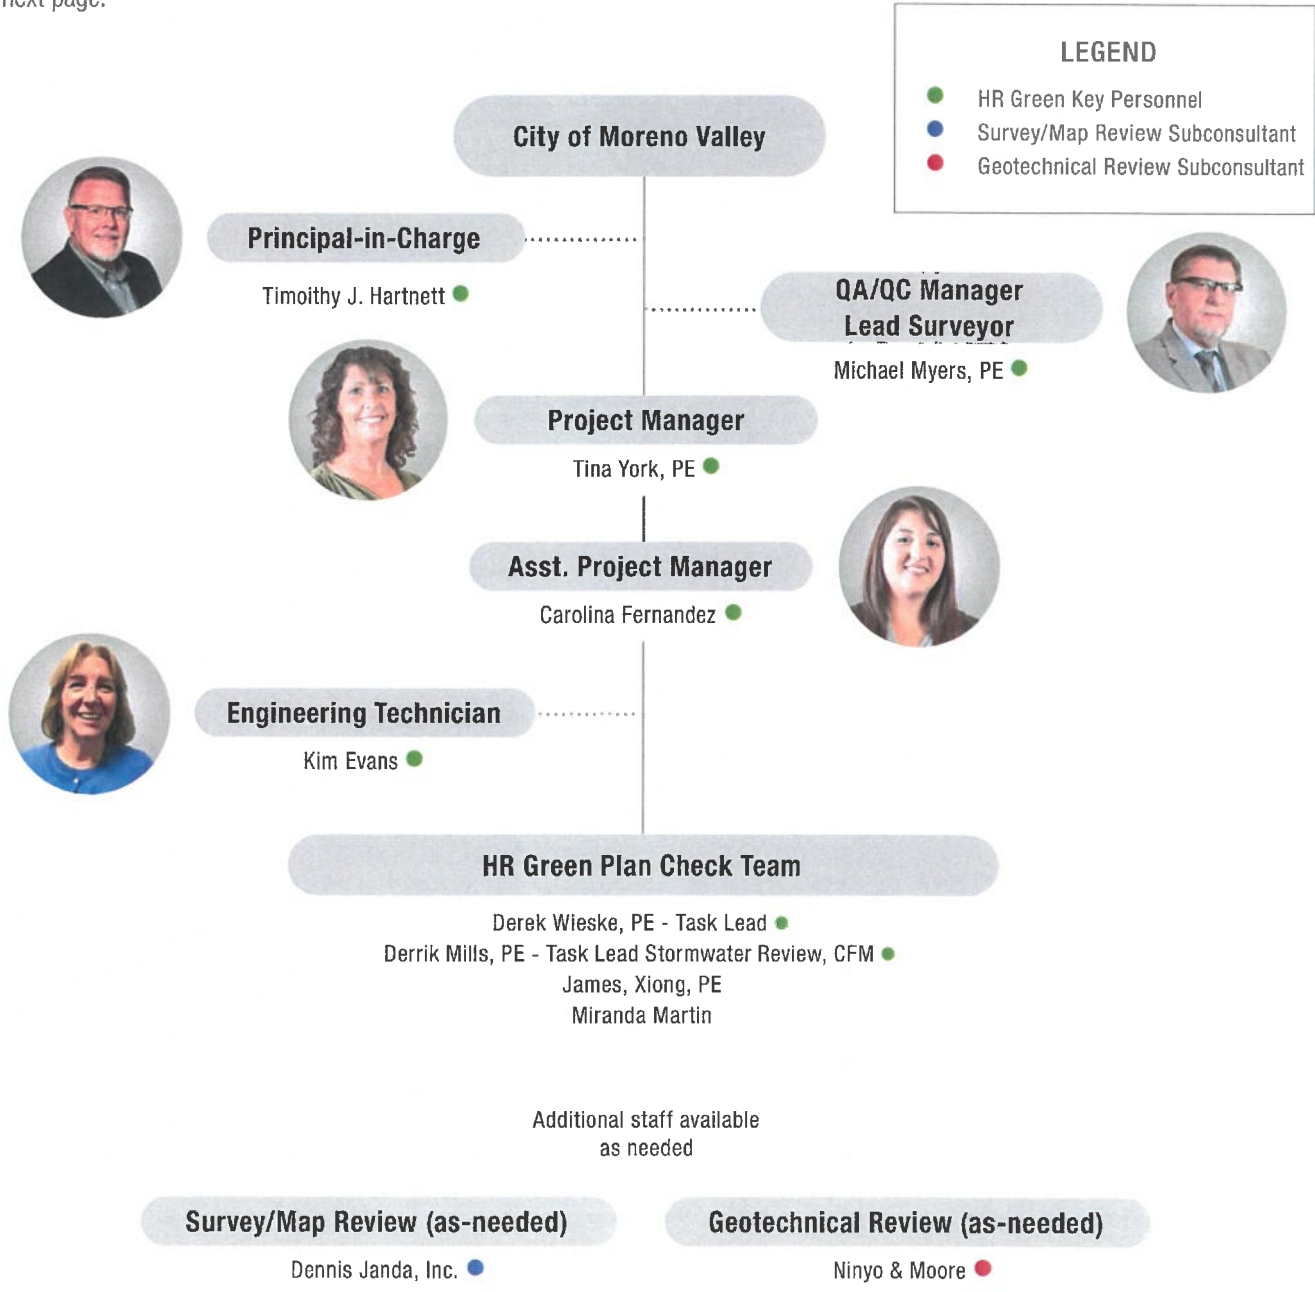 next page.
LEGEND
HR Green Key Personnel
Survey/Map Review Subconsultant
Geotechnical Review Subconsultant
City of Moreno Valley
Principal-in-Charge
Timoithy J. Hartnett
QA/QC Manager
Lead Surveyor
Michael Myers, PE
Project Manager
Tina York, PE
Asst. Project Manager
Carolina Fernandez
Engineering Technician
Kim Evans
HR Green Plan Check Team
Derek Wieske, PE - Task Lead
Derrik Mills, PE - Task Lead Stormwater Review, CFM
James, Xiong, PE
Miranda Martin
Additional staff available
as needed
Survey/Map Review (as-needed)
Dennis Janda, Inc.
Geotechnical Review (as-needed)
Ninyo & Moore